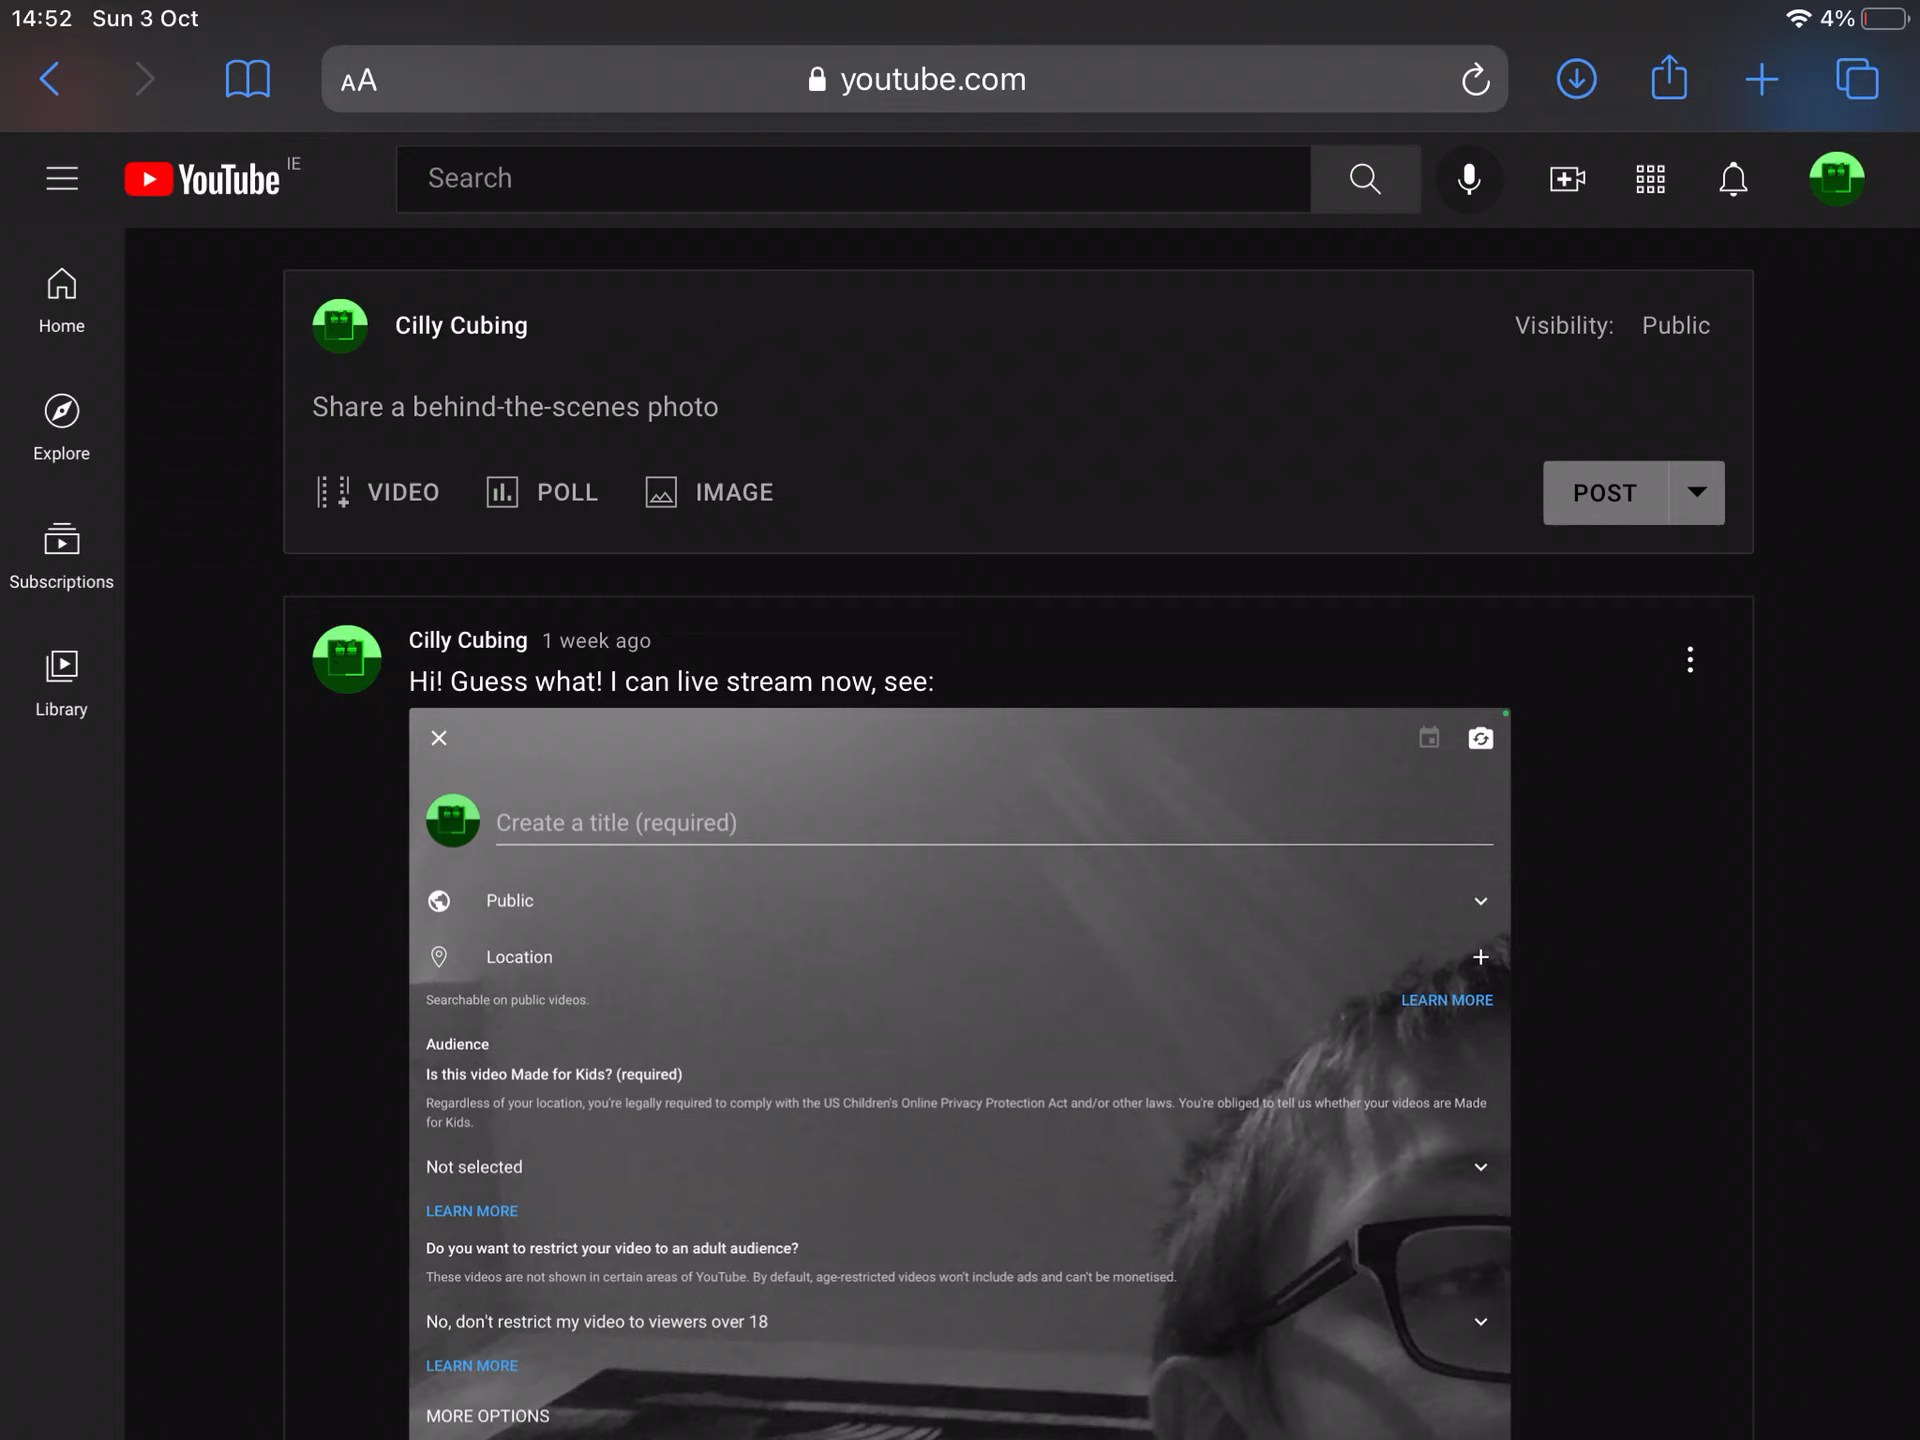 14:52 Sun 3 Oct 4%
AA youtube.com
YouTube IE Search
Home
Explore
Subscriptions
Library
Cilly Cubing Visibility: Public
Share a behind-the-scenes photo
VIDEO POLL IMAGE POST
Cilly Cubing 1 week ago
Hi! Guess what! I can live stream now, see:
Create a title (required)
Public
Location
Searchable on public videos. LEARN MORE
Audience
Is this video Made for Kids? (required)
Regardless of your location, you're legally required to comply with the US Children's Online Privacy Protection Act and/or other laws. You're obliged to tell us whether your videos are Made
for Kids.
Not selected
LEARN MORE
Do you want to restrict your video to an adult audience?
These videos are not shown in certain areas of YouTube. By default, age-restricted videos won't include ads and can't be monetised.
No, don't restrict my video to viewers over 18
LEARN MORE
MORE OPTIONS